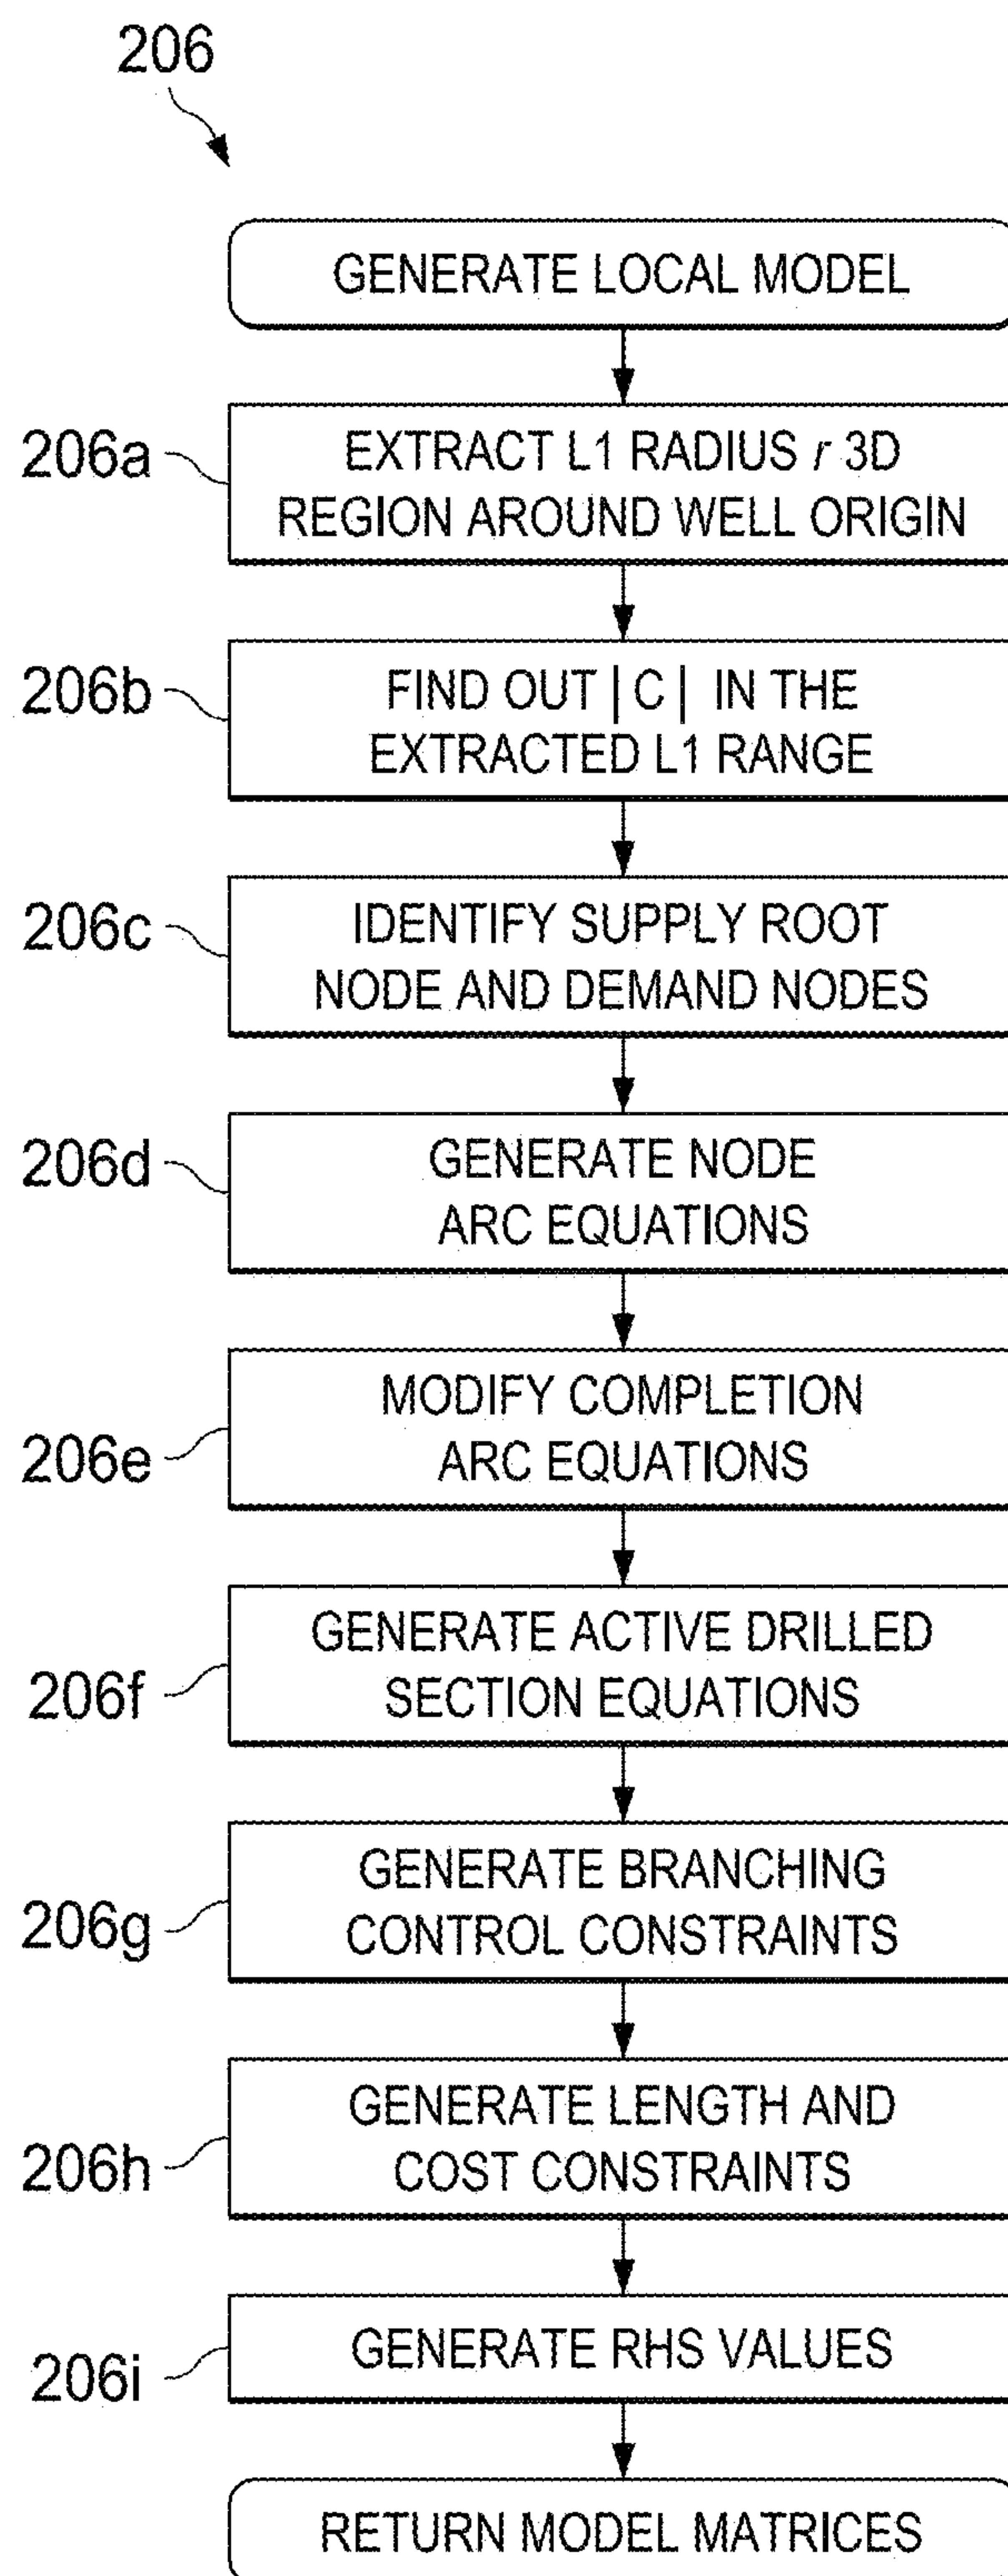 206
GENERATE LOCAL MODEL
206a
EXTRACT L1 RADIUS r 3D
REGION AROUND WELL ORIGIN
206b
FIND OUT | C | IN THE
EXTRACTED L1 RANGE
206c
IDENTIFY SUPPLY ROOT
NODE AND DEMAND NODES
206d
GENERATE NODE
ARC EQUATIONS
206e
MODIFY COMPLETION
ARC EQUATIONS
206f
GENERATE ACTIVE DRILLED
SECTION EQUATIONS
206g
GENERATE BRANCHING
CONTROL CONSTRAINTS
206h
GENERATE LENGTH AND
COST CONSTRAINTS
206i
GENERATE RHS VALUES
RETURN MODEL MATRICES